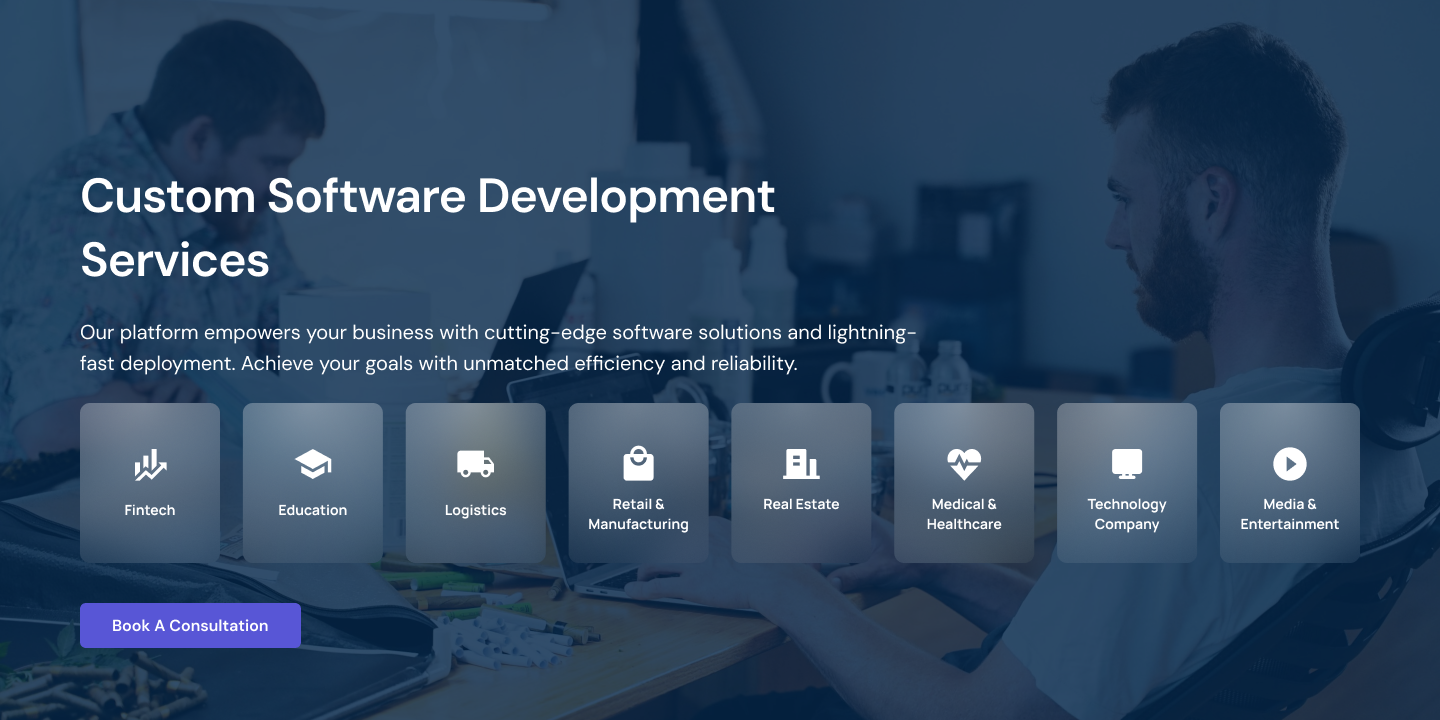 Custom Software Development
Services
Our platform empowers your business with cutting-edge software solutions and lightning-
fast deployment. Achieve your goals with unmatched efficiency and reliability.
Fintech
Education
Logistics
Retail &
Manufacturing
Real Estate
Medical &
Healthcare
Technology
Company
Media &
Entertainment
Book A Consultation